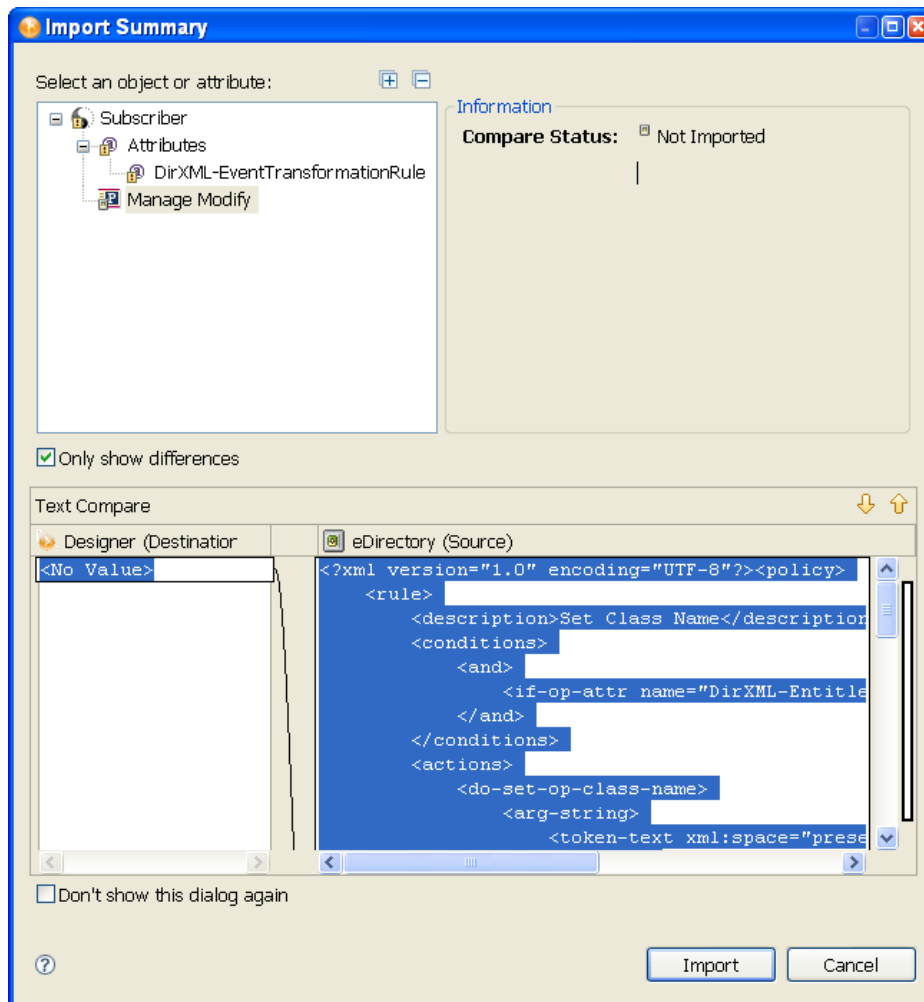 Import Summary
Select an object or attribute:
Subscriber
Attributes
DirXML-EventTransformationRule
Manage Modify
Information
Compare Status: Not Imported
Only show differences
Text Compare
Designer (Destinatior
eDirectory (Source)
<No Value>
<?xml version="1.0" encoding="UTF-8"?><policy>
<rule>
<description>Set Class Name</description
<conditions>
<and>
<if-op-attr name="DirXML-Entitle
</and>
</conditions>
<actions>
<do-set-op-class-name>
<arg-string>
<token-text xml:space="prese
Don't show this dialog again
Import
Cancel